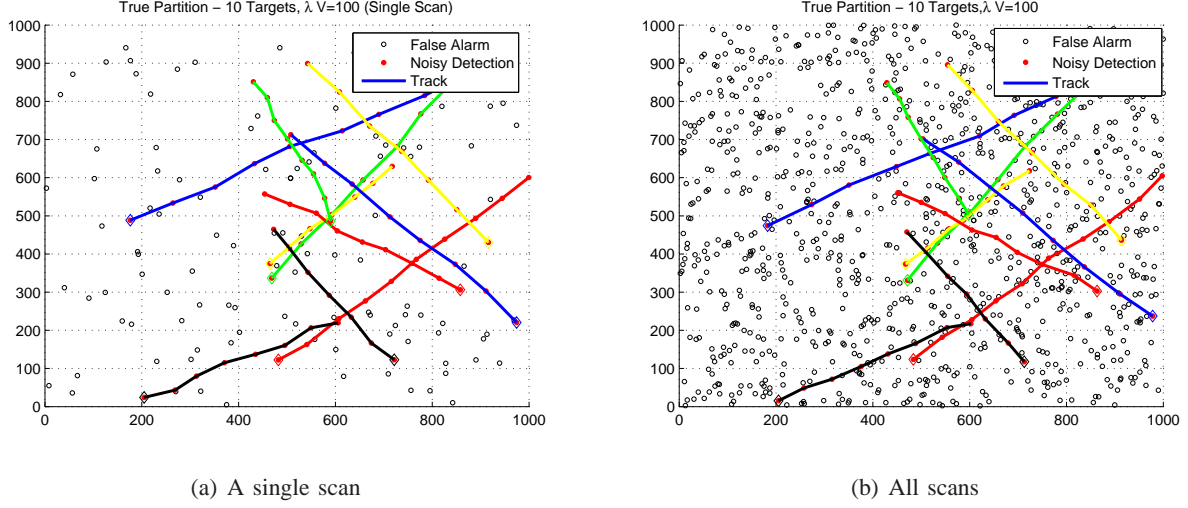 True Partition – 10 Targets, λ V=100 (Single Scan)
False Alarm
Noisy Detection
Track
1000
900
800
700
600
500
400
300
200
100
0
0 200 400 600 800 1000
(a) A single scan
True Partition – 10 Targets,λ V=100
False Alarm
Noisy Detection
Track
1000
900
800
700
600
500
400
300
200
100
0
0 200 400 600 800 1000
(b) All scans